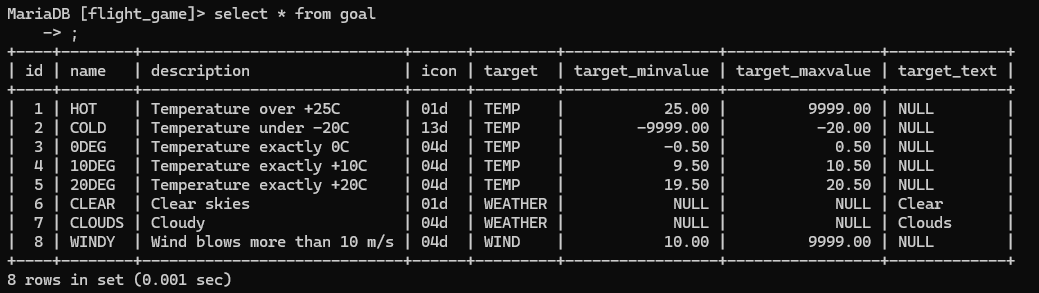 MariaDB [flight_game]> select * from goal
    -> ;
+----+--------+----------------------------+------+---------+-----------------+-----------------+-------------+
| id | name   | description                | icon | target  | target_minvalue | target_maxvalue | target_text |
+----+--------+----------------------------+------+---------+-----------------+-----------------+-------------+
|  1 | HOT    | Temperature over +25C      | 01d  | TEMP    |           25.00 |         9999.00 | NULL        |
|  2 | COLD   | Temperature under -20C     | 13d  | TEMP    |        -9999.00 |          -20.00 | NULL        |
|  3 | 0DEG   | Temperature exactly 0C     | 04d  | TEMP    |           -0.50 |            0.50 | NULL        |
|  4 | 10DEG  | Temperature exactly +10C   | 04d  | TEMP    |            9.50 |           10.50 | NULL        |
|  5 | 20DEG  | Temperature exactly +20C   | 04d  | TEMP    |           19.50 |           20.50 | NULL        |
|  6 | CLEAR  | Clear skies                | 01d  | WEATHER |            NULL |            NULL | Clear       |
|  7 | CLOUDS | Cloudy                     | 04d  | WEATHER |            NULL |            NULL | Clouds      |
|  8 | WINDY  | Wind blows more than 10 m/s | 04d  | WIND    |           10.00 |         9999.00 | NULL        |
+----+--------+----------------------------+------+---------+-----------------+-----------------+-------------+
8 rows in set (0.001 sec)